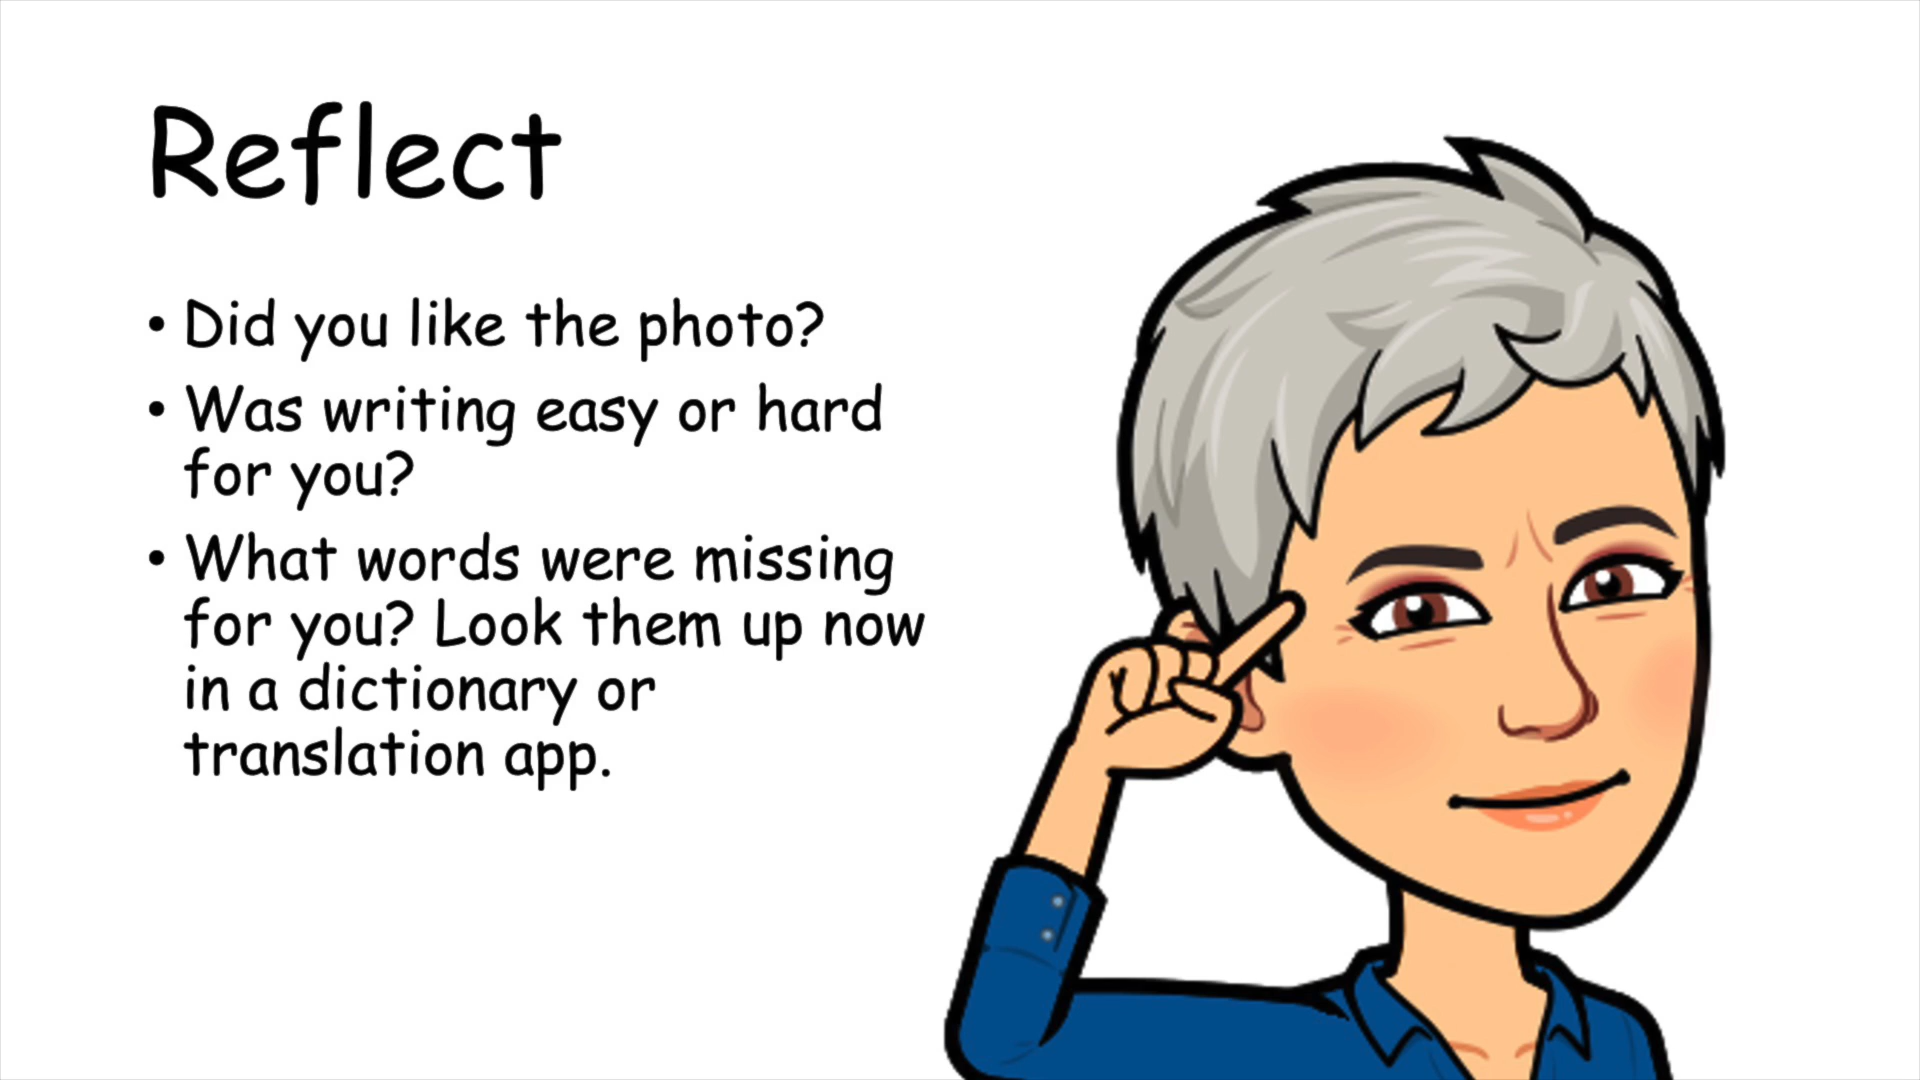 Reflect
• Did you like the photo?
• Was writing easy or hard
for you?
• What words were missing
for you? Look them up now
in a dictionary or
translation app.